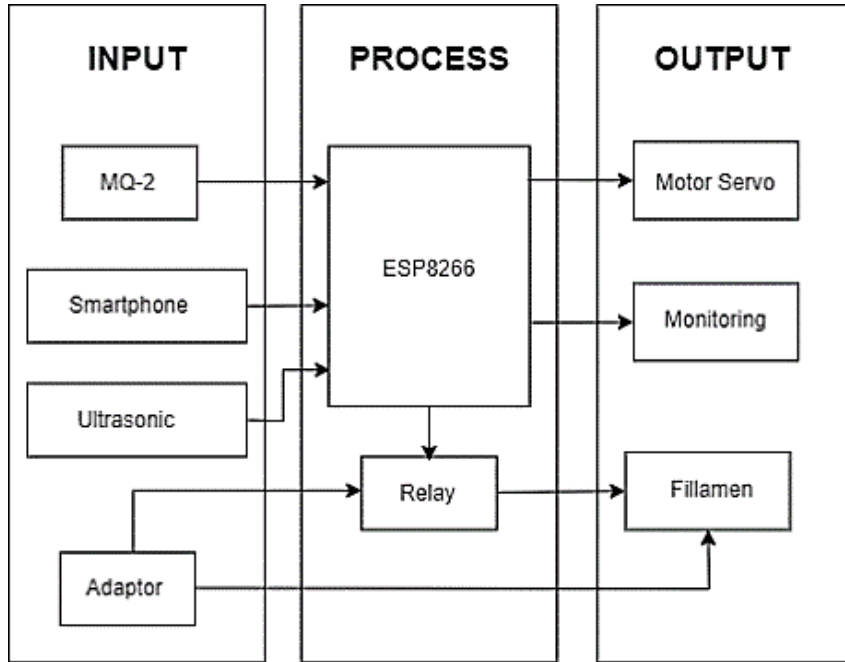 INPUT
PROCESS
OUTPUT
MQ-2
Smartphone
Ultrasonic
Adaptor
ESP8266
Relay
Motor Servo
Monitoring
Fillamen